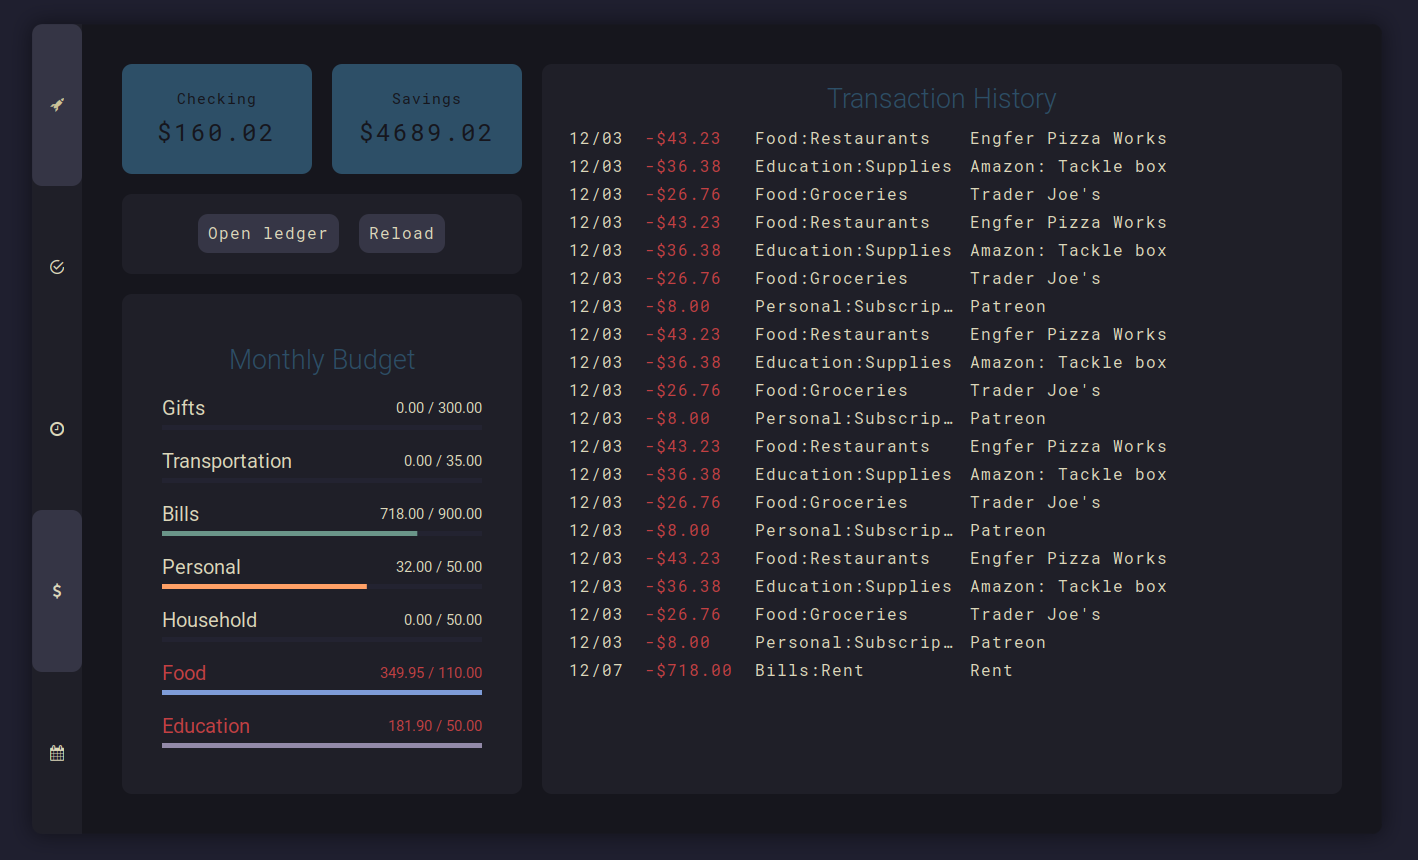 Checking
$160.02
Savings
$4689.02
Open ledger
Reload
Monthly Budget
Gifts 0.00 / 300.00
Transportation 0.00 / 35.00
Bills 718.00 / 900.00
Personal 32.00 / 50.00
Household 0.00 / 50.00
Food 349.95 / 110.00
Education 181.90 / 50.00
Transaction History
12/03 -$43.23 Food:Restaurants Engfer Pizza Works
12/03 -$36.38 Education:Supplies Amazon: Tackle box
12/03 -$26.76 Food:Groceries Trader Joe's
12/03 -$43.23 Food:Restaurants Engfer Pizza Works
12/03 -$36.38 Education:Supplies Amazon: Tackle box
12/03 -$26.76 Food:Groceries Trader Joe's
12/03 -$8.00 Personal:Subscrip… Patreon
12/03 -$43.23 Food:Restaurants Engfer Pizza Works
12/03 -$36.38 Education:Supplies Amazon: Tackle box
12/03 -$26.76 Food:Groceries Trader Joe's
12/03 -$8.00 Personal:Subscrip… Patreon
12/03 -$43.23 Food:Restaurants Engfer Pizza Works
12/03 -$36.38 Education:Supplies Amazon: Tackle box
12/03 -$26.76 Food:Groceries Trader Joe's
12/03 -$8.00 Personal:Subscrip… Patreon
12/03 -$43.23 Food:Restaurants Engfer Pizza Works
12/03 -$36.38 Education:Supplies Amazon: Tackle box
12/03 -$26.76 Food:Groceries Trader Joe's
12/03 -$8.00 Personal:Subscrip… Patreon
12/07 -$718.00 Bills:Rent Rent